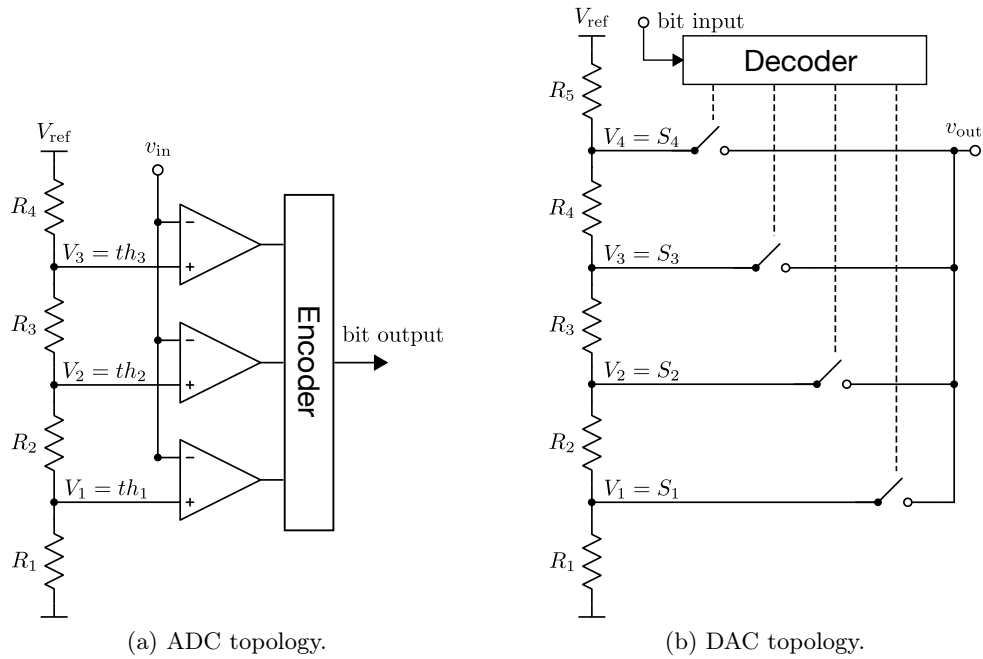 V_ref
v_in
R_4
V_3 = th_3
−
+
R_3
V_2 = th_2
−
+
R_2
V_1 = th_1
−
+
R_1
Encoder
bit output
(a) ADC topology.
V_ref
bit input
Decoder
R_5
V_4 = S_4
v_out
R_4
V_3 = S_3
R_3
V_2 = S_2
R_2
V_1 = S_1
R_1
(b) DAC topology.